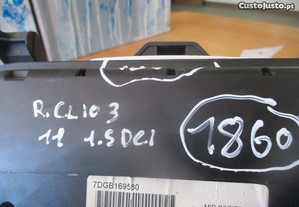 CustoJusto.pt
R.CLIO 3
11 1.5 DCI
1860
7DGB169580